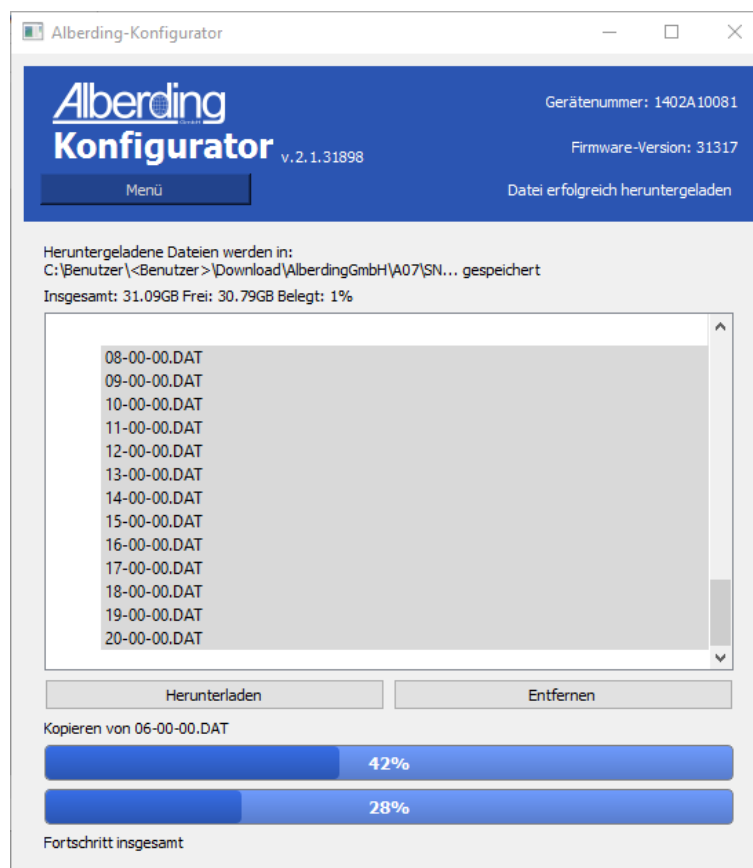 Alberding-Konfigurator
Alberding
GmbH
Konfigurator v.2.1.31898
Gerätenummer: 1402A10081
Firmware-Version: 31317
Menü
Datei erfolgreich heruntergeladen
Heruntergeladene Dateien werden in:
C:\Benutzer\<Benutzer>\Download\AlberdingGmbH\A07\SN... gespeichert
Insgesamt: 31.09GB Frei: 30.79GB Belegt: 1%
08-00-00.DAT
09-00-00.DAT
10-00-00.DAT
11-00-00.DAT
12-00-00.DAT
13-00-00.DAT
14-00-00.DAT
15-00-00.DAT
16-00-00.DAT
17-00-00.DAT
18-00-00.DAT
19-00-00.DAT
20-00-00.DAT
Herunterladen
Entfernen
Kopieren von 06-00-00.DAT
42%
28%
Fortschritt insgesamt